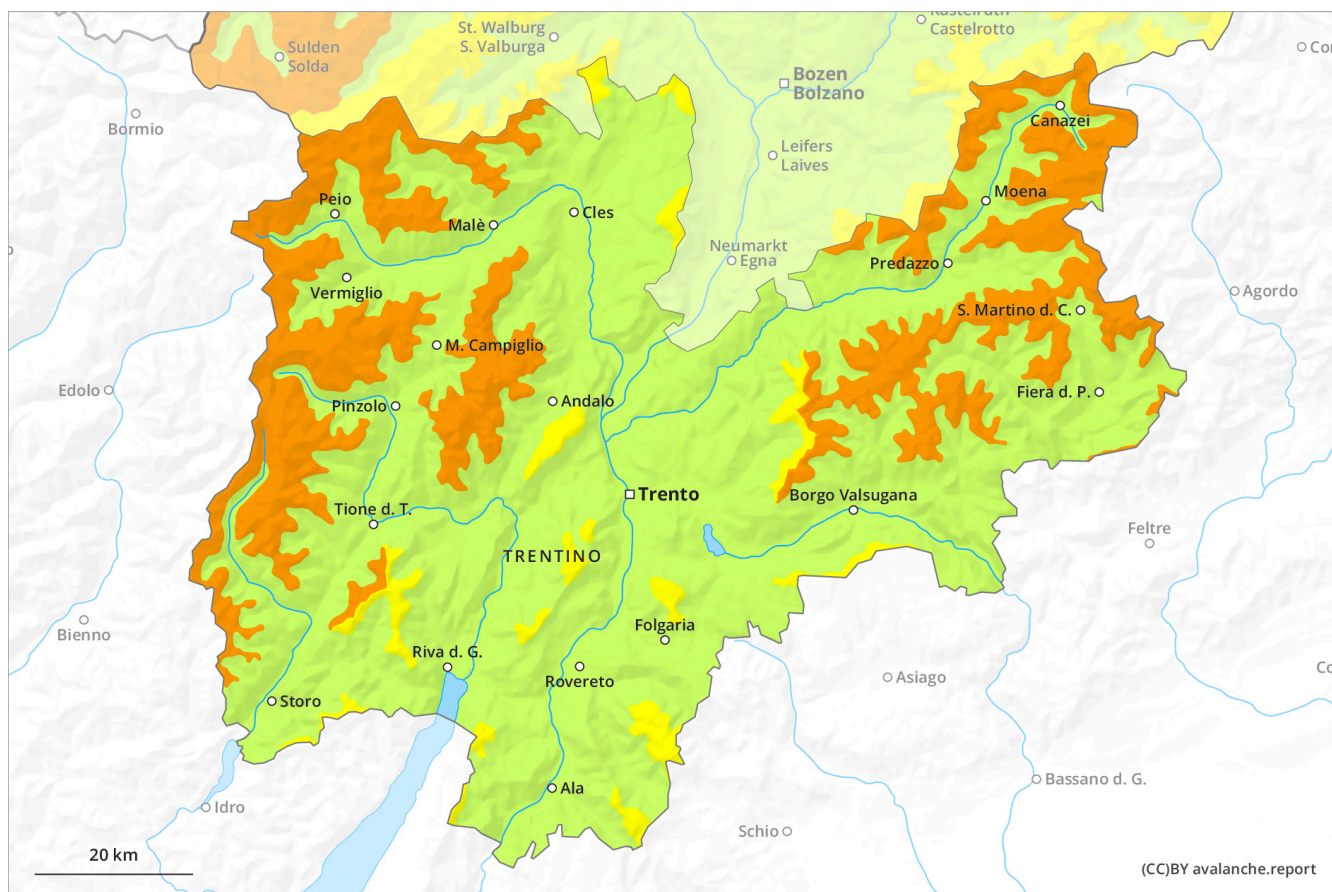 Kastelruth
Castelrotto
St. Walburg
S. Valburga
Sulden
Solda
Bozen
Bolzano
Bormio
Canazei
Leifers
Laives
Peio
Moena
Malè
Cles
Neumarkt
Egna
Predazzo
Vermiglio
Agordo
S. Martino d. C.
M. Campiglio
Edolo
Fiera d. P.
Andalo
Pinzolo
Trento
Borgo Valsugana
Tione d. T.
Feltre
TRENTINO
Bienno
Folgaria
Riva d. G.
Rovereto
Asiago
Storo
Bassano d. G.
Ala
Idro
Schio
20 km
(CC)BY avalanche.report